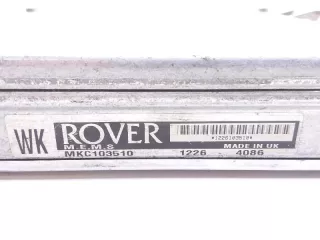 WK ROVER
M.E.M.S MADE IN UK
MKC103510 1226 4086